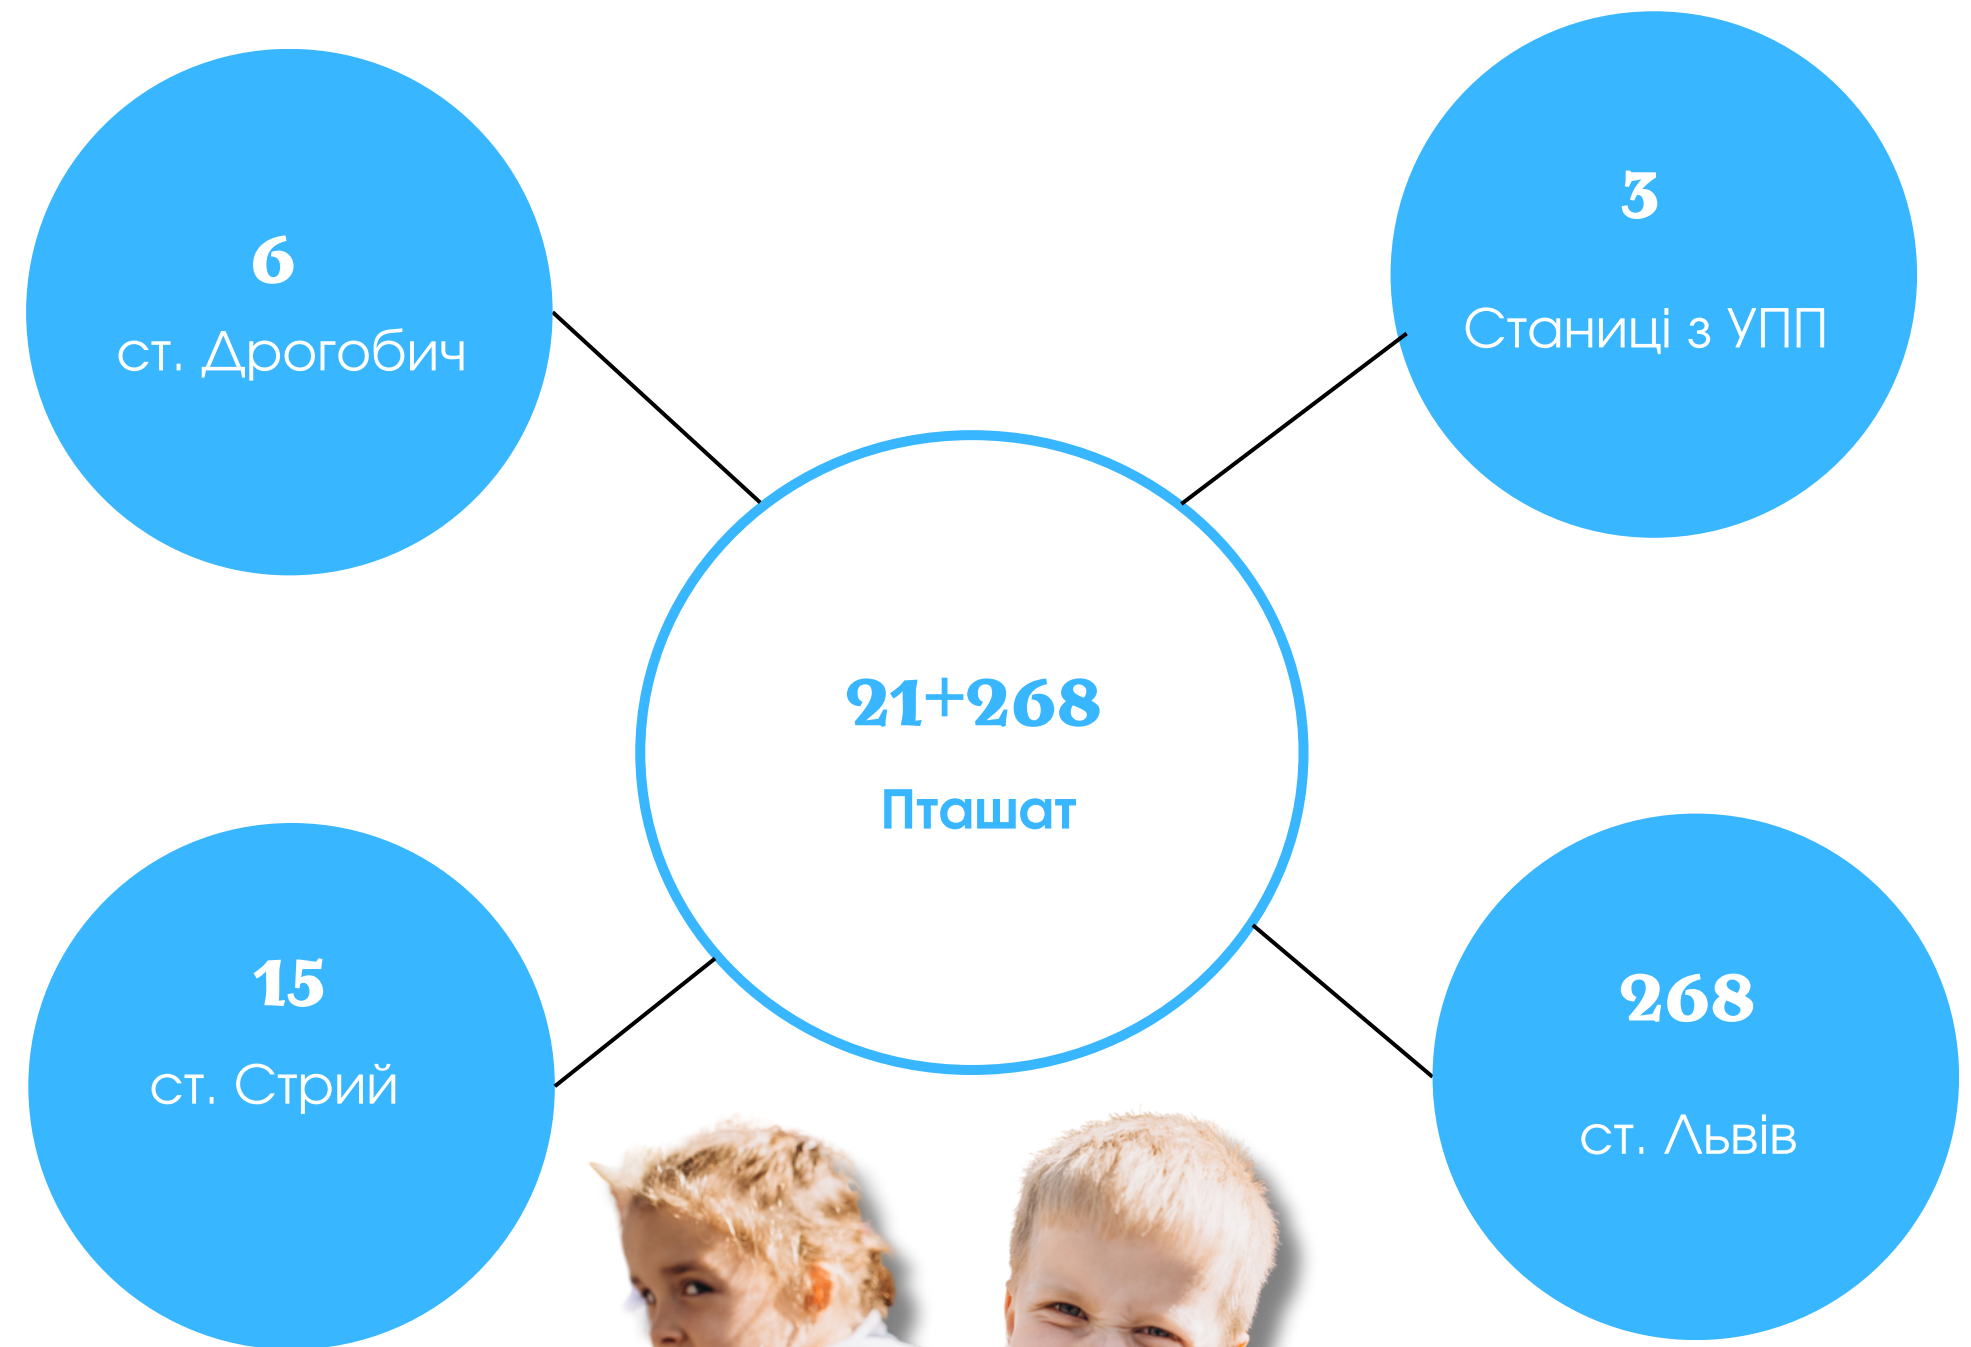 6
ст. Дрогобич
3
Станиці з УПП
21+268
Пташат
15
ст. Стрий
268
ст. Львів